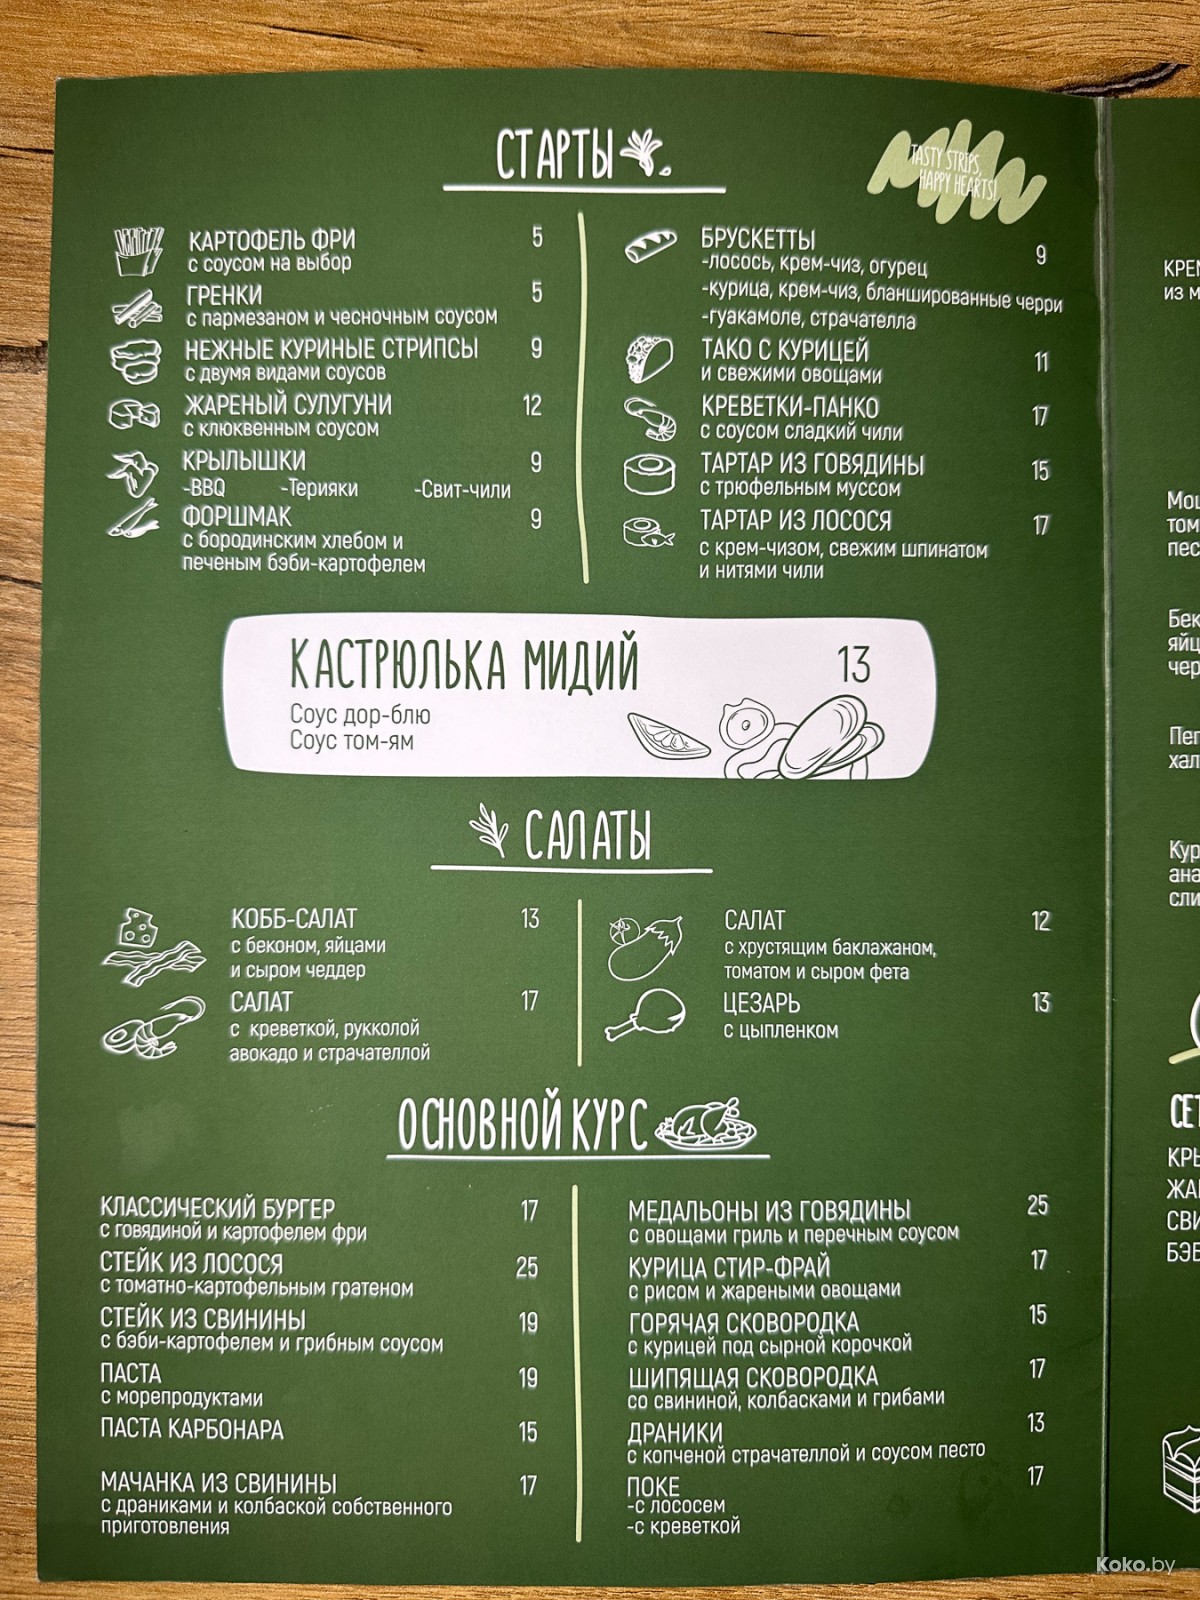 СТАРТЫ
TASTY STRIPS,
HAPPY HEARTS!
КАРТОФЕЛЬ ФРИ 5
с соусом на выбор
ГРЕНКИ 5
с пармезаном и чесночным соусом
НЕЖНЫЕ КУРИНЫЕ СТРИПСЫ 9
с двумя видами соусов
ЖАРЕНЫЙ СУЛУГУНИ 12
с клюквенным соусом
КРЫЛЫШКИ 9
-BBQ -Терияки -Свит-чили
ФОРШМАК 9
с бородинским хлебом и
печеным бэби-картофелем
БРУСКЕТТЫ 9
-лосось, крем-чиз, огурец
-курица, крем-чиз, бланшированные черри
-гуакамоле, страчателла
ТАКО С КУРИЦЕЙ 11
и свежими овощами
КРЕВЕТКИ-ПАНКО 17
с соусом сладкий чили
ТАРТАР ИЗ ГОВЯДИНЫ 15
с трюфельным муссом
ТАРТАР ИЗ ЛОСОСЯ 17
с крем-чизом, свежим шпинатом
и нитями чили
КАСТРЮЛЬКА МИДИЙ 13
Соус дор-блю
Соус том-ям
САЛАТЫ
КОББ-САЛАТ 13
с беконом, яйцами
и сыром чеддер
САЛАТ 17
с креветкой, рукколой
авокадо и страчателлой
САЛАТ 12
с хрустящим баклажаном,
томатом и сыром фета
ЦЕЗАРЬ 13
с цыпленком
ОСНОВНОЙ КУРС
КЛАССИЧЕСКИЙ БУРГЕР 17
с говядиной и картофелем фри
СТЕЙК ИЗ ЛОСОСЯ 25
с томатно-картофельным гратеном
СТЕЙК ИЗ СВИНИНЫ 19
с бэби-картофелем и грибным соусом
ПАСТА 19
с морепродуктами
ПАСТА КАРБОНАРА 15
МАЧАНКА ИЗ СВИНИНЫ 17
с драниками и колбаской собственного
приготовления
МЕДАЛЬОНЫ ИЗ ГОВЯДИНЫ 25
с овощами гриль и перечным соусом
КУРИЦА СТИР-ФРАЙ 17
с рисом и жареными овощами
ГОРЯЧАЯ СКОВОРОДКА 15
с курицей под сырной корочкой
ШИПЯЩАЯ СКОВОРОДКА 17
со свининой, колбасками и грибами
ДРАНИКИ 13
с копченой страчателлой и соусом песто
ПОКЕ 17
-с лососем
-с креветкой
Koko.by